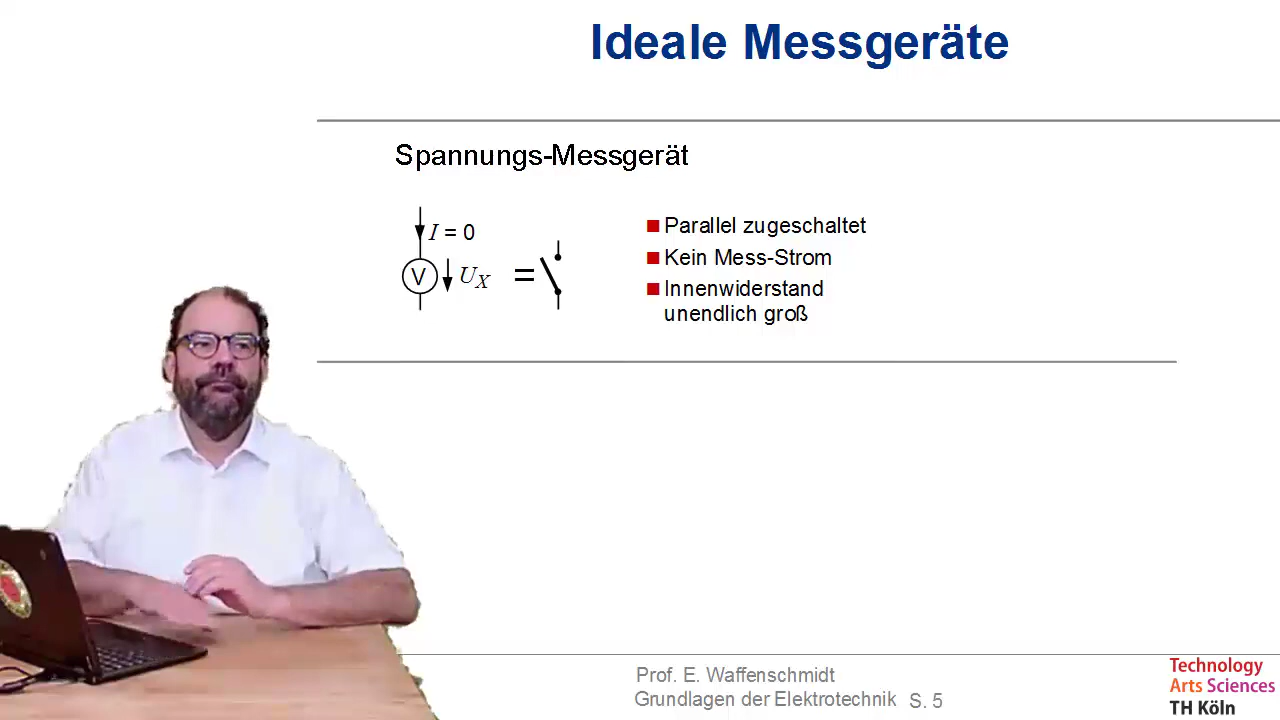 Ideale Messgeräte
Spannungs-Messgerät
I = 0
V
U_X
=
Parallel zugeschaltet
Kein Mess-Strom
Innenwiderstand
unendlich groß
Prof. E. Waffenschmidt
Grundlagen der Elektrotechnik S. 5
Technology
Arts Sciences
TH Köln